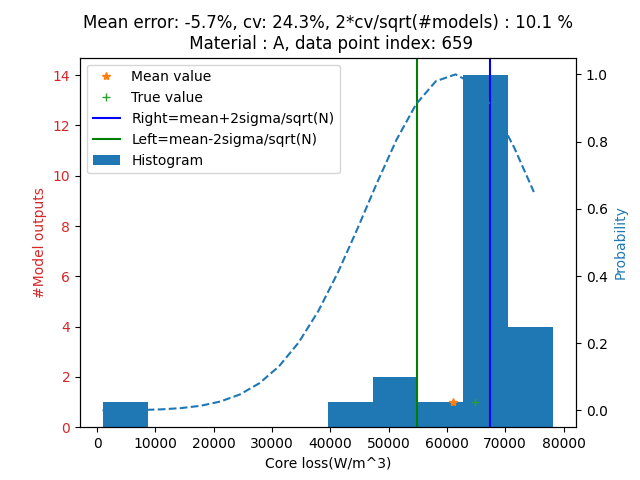 Mean error: -5.7%, cv: 24.3%, 2*cv/sqrt(#models) : 10.1 %
Material : A, data point index: 659
Mean value
True value
Right=mean+2sigma/sqrt(N)
Left=mean-2sigma/sqrt(N)
Histogram
14
12
10
8
6
4
2
0
#Model outputs
1.0
0.8
0.6
0.4
0.2
0.0
Probability
0 10000 20000 30000 40000 50000 60000 70000 80000
Core loss(W/m^3)